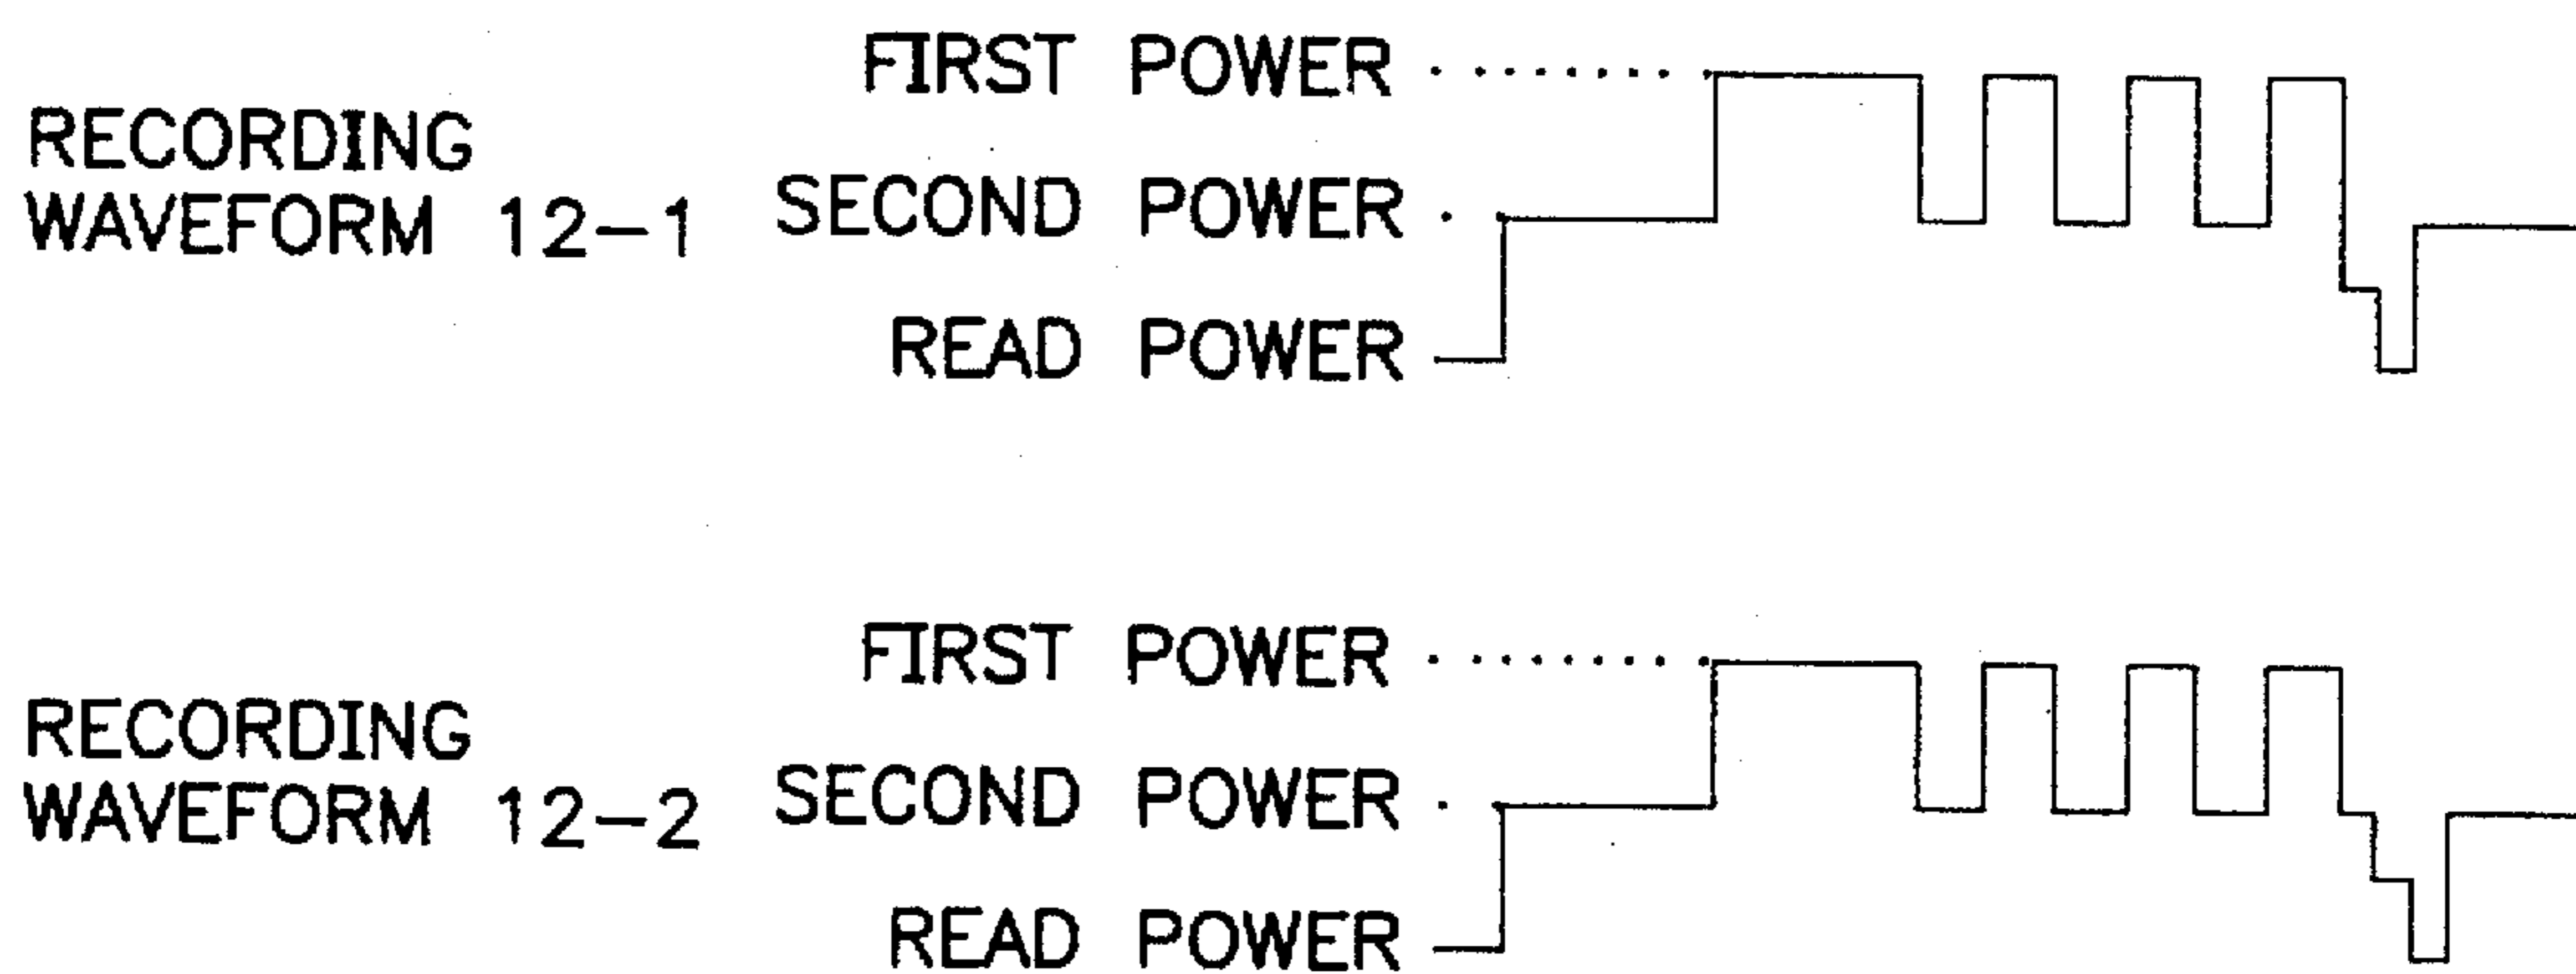 FIRST POWER
RECORDING
WAVEFORM 12-1
SECOND POWER
READ POWER
FIRST POWER
RECORDING
WAVEFORM 12-2
SECOND POWER
READ POWER